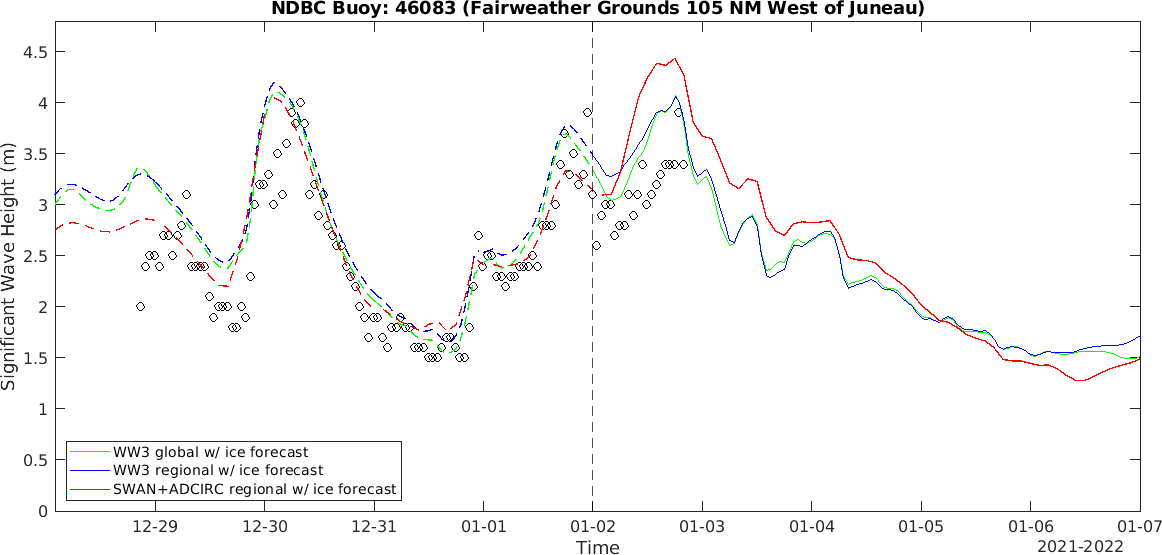 NDBC Buoy: 46083 (Fairweather Grounds 105 NM West of Juneau)
Significant Wave Height (m)
4.5
4
3.5
3
2.5
2
1.5
1
0.5
0
WW3 global w/ ice forecast
WW3 regional w/ ice forecast
SWAN+ADCIRC regional w/ ice forecast
12-29 12-30 12-31 01-01 01-02 01-03 01-04 01-05 01-06 01-07
Time
2021-2022